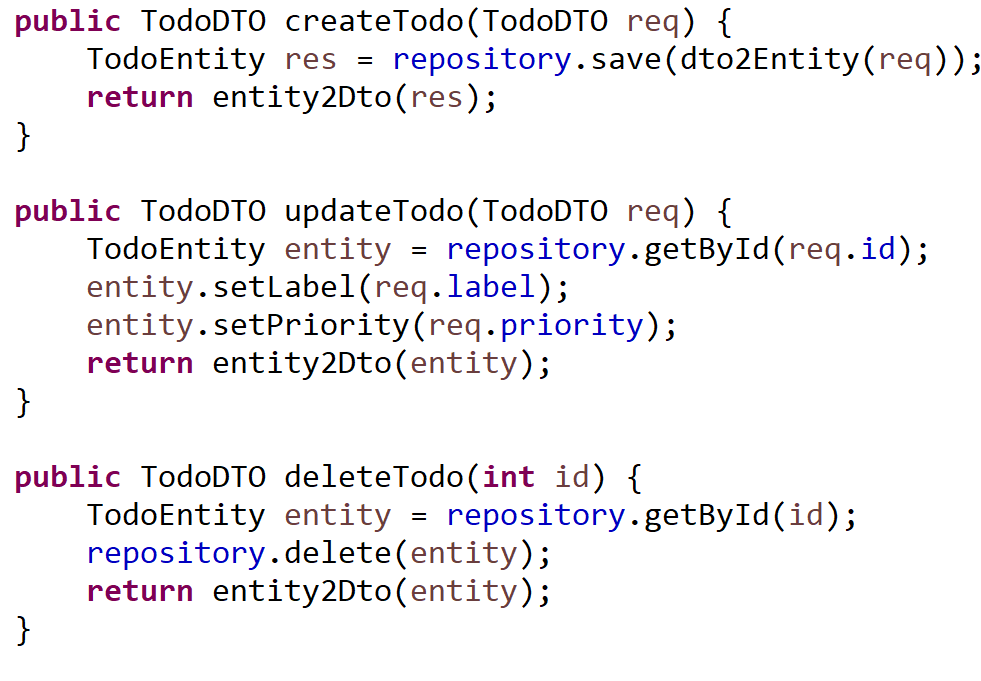 public TodoDTO createTodo(TodoDTO req) {
    TodoEntity res = repository.save(dto2Entity(req));
    return entity2Dto(res);
}

public TodoDTO updateTodo(TodoDTO req) {
    TodoEntity entity = repository.getById(req.id);
    entity.setLabel(req.label);
    entity.setPriority(req.priority);
    return entity2Dto(entity);
}

public TodoDTO deleteTodo(int id) {
    TodoEntity entity = repository.getById(id);
    repository.delete(entity);
    return entity2Dto(entity);
}